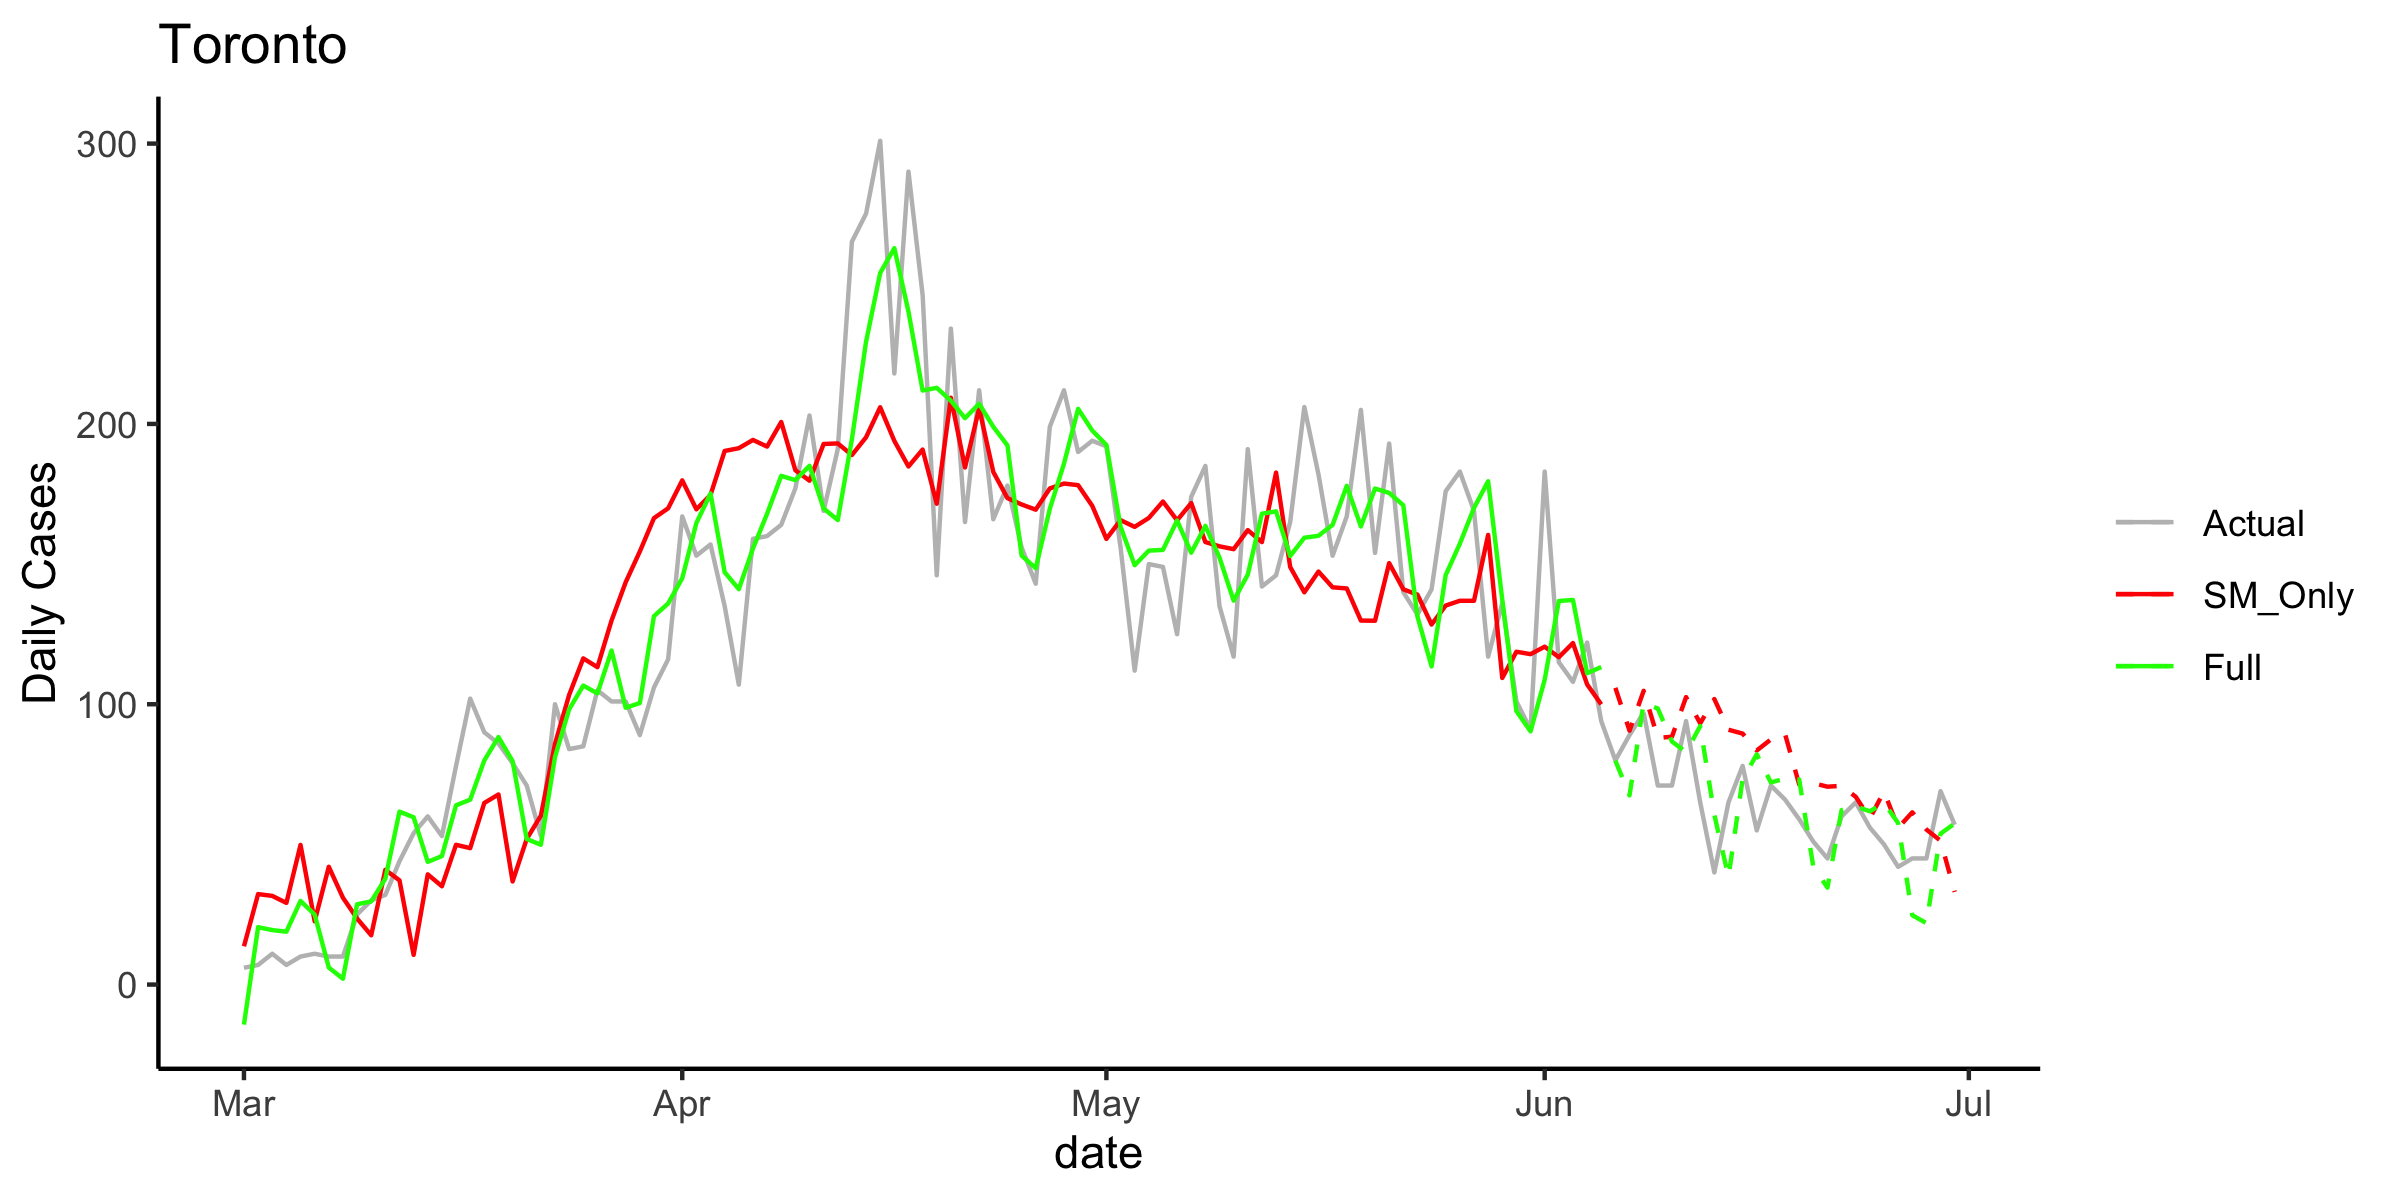 Toronto
300
200
100
0
Daily Cases
Mar
Apr
May
Jun
Jul
date
Actual
SM_Only
Full